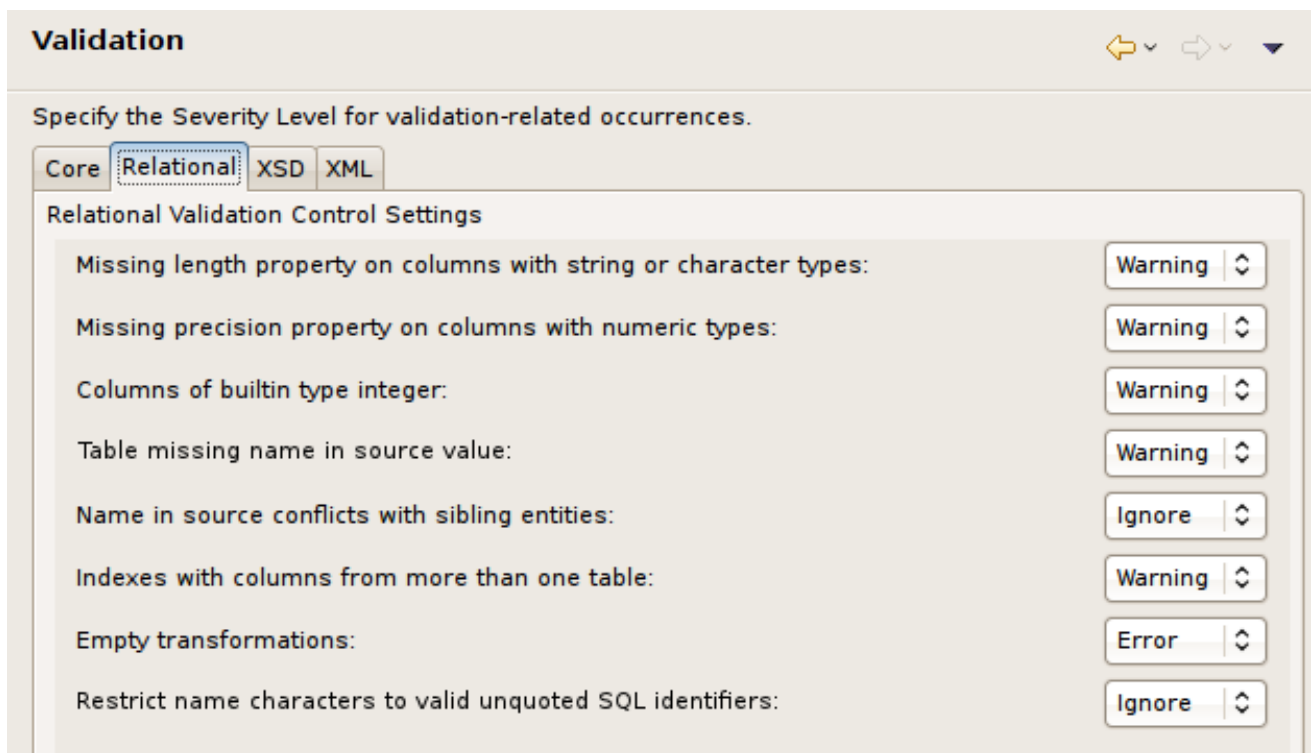 Validation
Specify the Severity Level for validation-related occurrences.
Core Relational XSD XML
Relational Validation Control Settings
Missing length property on columns with string or character types: Warning
Missing precision property on columns with numeric types: Warning
Columns of builtin type integer: Warning
Table missing name in source value: Warning
Name in source conflicts with sibling entities: Ignore
Indexes with columns from more than one table: Warning
Empty transformations: Error
Restrict name characters to valid unquoted SQL identifiers: Ignore